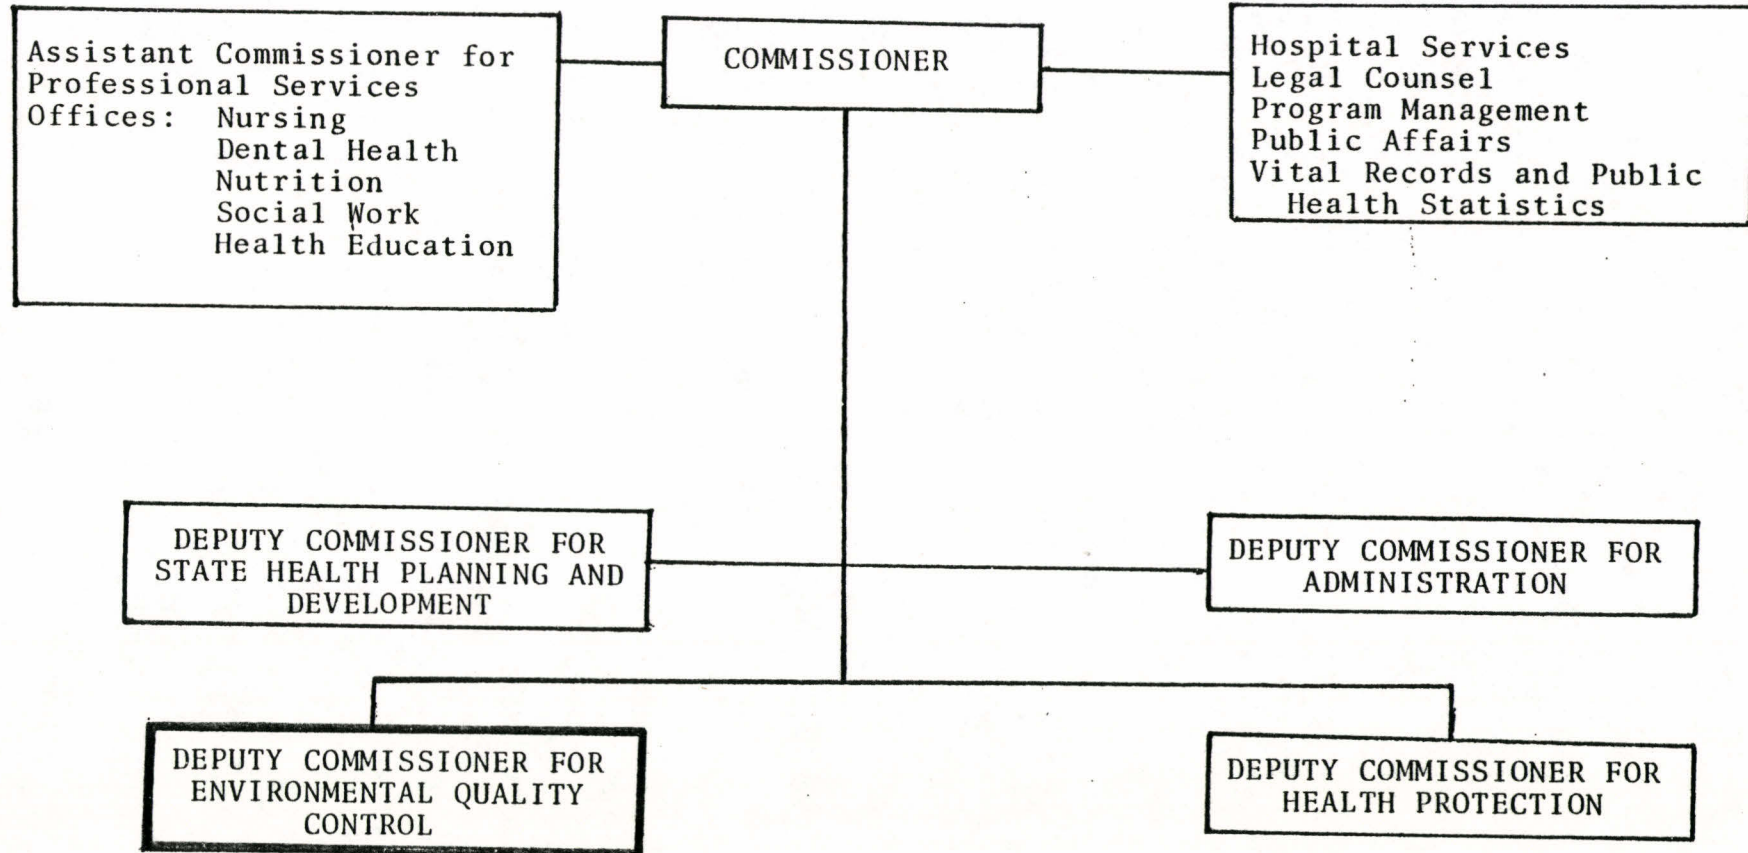 Assistant Commissioner for
Professional Services
Offices: Nursing
Dental Health
Nutrition
Social Work
Health Education
COMMISSIONER
Hospital Services
Legal Counsel
Program Management
Public Affairs
Vital Records and Public
Health Statistics
DEPUTY COMMISSIONER FOR
STATE HEALTH PLANNING AND
DEVELOPMENT
DEPUTY COMMISSIONER FOR
ADMINISTRATION
DEPUTY COMMISSIONER FOR
ENVIRONMENTAL QUALITY
CONTROL
DEPUTY COMMISSIONER FOR
HEALTH PROTECTION